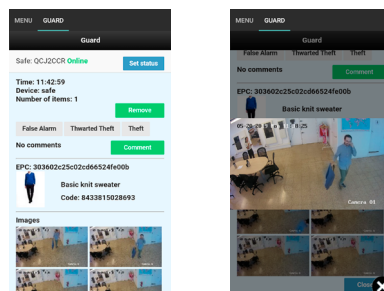 MENU GUARD
Guard
Safe: QCJ2CCR Online
Set status
Time: 11:42:59
Device: safe
Number of items: 1
Remove
False Alarm Thwarted Theft Theft
No comments
Comment
EPC: 303602c25c02cd66524fe00b
Basic knit sweater
Code: 8433815028693
Images
MENU GUARD
Guard
False Alarm Thwarted Theft Theft
No comments
Comment
EPC: 303602c25c02cd66524fe00b
Basic knit sweater
Camera 01
Close